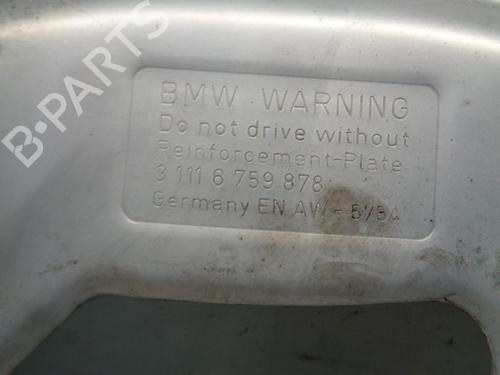 BMW WARNING
Do not drive without
Reinforcement-Plate
3 111 6 759 878
Germany EN AW - 5754
B-PARTS